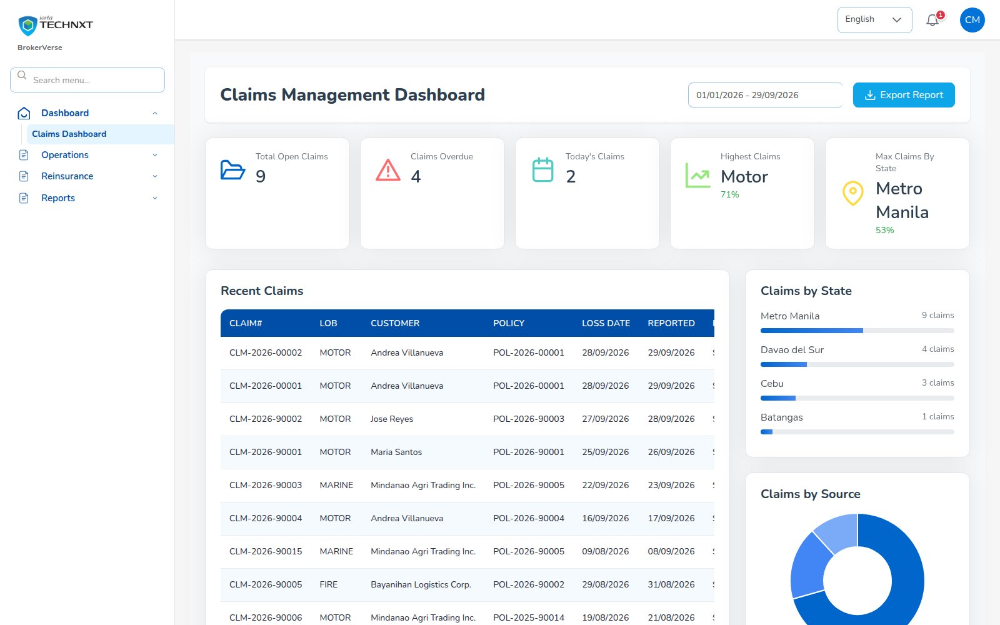 iorta
TECHNXT
BrokerVerse
Search menu...
Dashboard
Claims Dashboard
Operations
Reinsurance
Reports
English
1
CM
Claims Management Dashboard
01/01/2026 - 29/09/2026
Export Report
Total Open Claims
9
Claims Overdue
4
Today's Claims
2
Highest Claims
Motor
71%
Max Claims By
State
Metro
Manila
53%
Recent Claims
CLAIM# LOB CUSTOMER POLICY LOSS DATE REPORTED
CLM-2026-00002 MOTOR Andrea Villanueva POL-2026-00001 28/09/2026 29/09/2026
CLM-2026-00001 MOTOR Andrea Villanueva POL-2026-00001 28/09/2026 29/09/2026
CLM-2026-90002 MOTOR Jose Reyes POL-2026-90003 27/09/2026 28/09/2026
CLM-2026-90001 MOTOR Maria Santos POL-2026-90001 25/09/2026 26/09/2026
CLM-2026-90003 MARINE Mindanao Agri Trading Inc. POL-2026-90005 22/09/2026 23/09/2026
CLM-2026-90004 MOTOR Andrea Villanueva POL-2026-90004 16/09/2026 17/09/2026
CLM-2026-90015 MARINE Mindanao Agri Trading Inc. POL-2026-90005 09/08/2026 08/09/2026
CLM-2026-90005 FIRE Bayanihan Logistics Corp. POL-2026-90002 29/08/2026 31/08/2026
CLM-2026-90006 MOTOR Mindanao Agri Trading Inc. POL-2025-90014 19/08/2026 21/08/2026
Claims by State
Metro Manila 9 claims
Davao del Sur 4 claims
Cebu 3 claims
Batangas 1 claims
Claims by Source